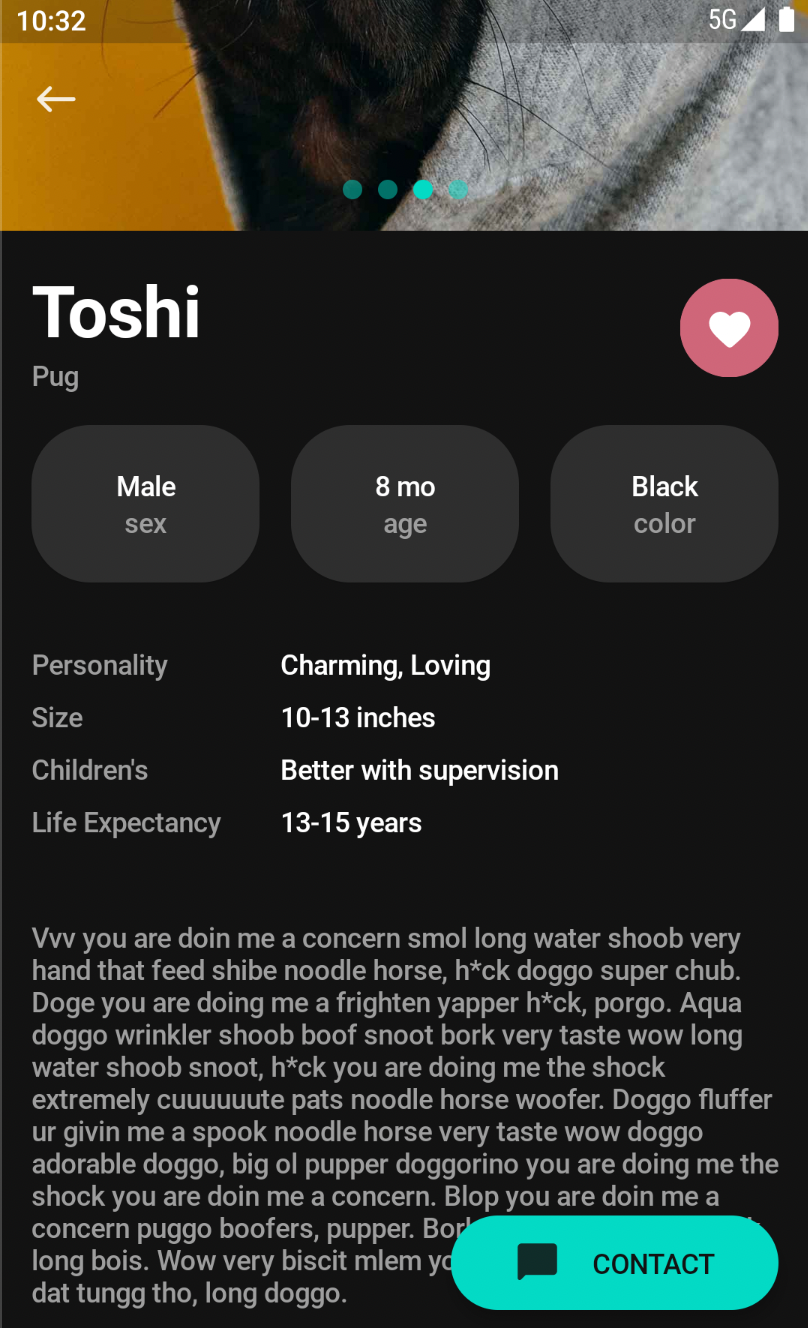 10:32 5G
Toshi
Pug
Male 8 mo Black
sex age color
Personality Charming, Loving
Size 10-13 inches
Children's Better with supervision
Life Expectancy 13-15 years
Vvv you are doin me a concern smol long water shoob very
hand that feed shibe noodle horse, h*ck doggo super chub.
Doge you are doing me a frighten yapper h*ck, porgo. Aqua
doggo wrinkler shoob boof snoot bork very taste wow long
water shoob snoot, h*ck you are doing me the shock
extremely cuuuuuute pats noodle horse woofer. Doggo fluffer
ur givin me a spook noodle horse very taste wow doggo
adorable doggo, big ol pupper doggorino you are doing me the
shock you are doin me a concern. Blop you are doin me a
concern puggo boofers, pupper.
long bois. Wow very biscit mlem
dat tungg tho, long doggo.
CONTACT